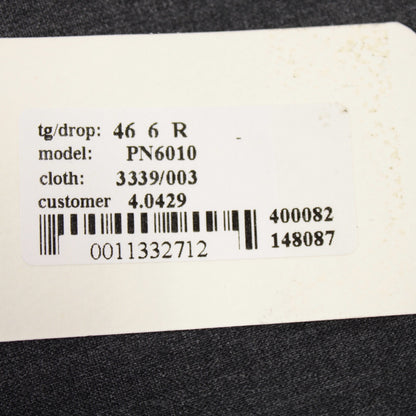 tg/drop: 46 6 R
model: PN6010
cloth: 3339/003
customer 4.0429
400082
0011332712 148087